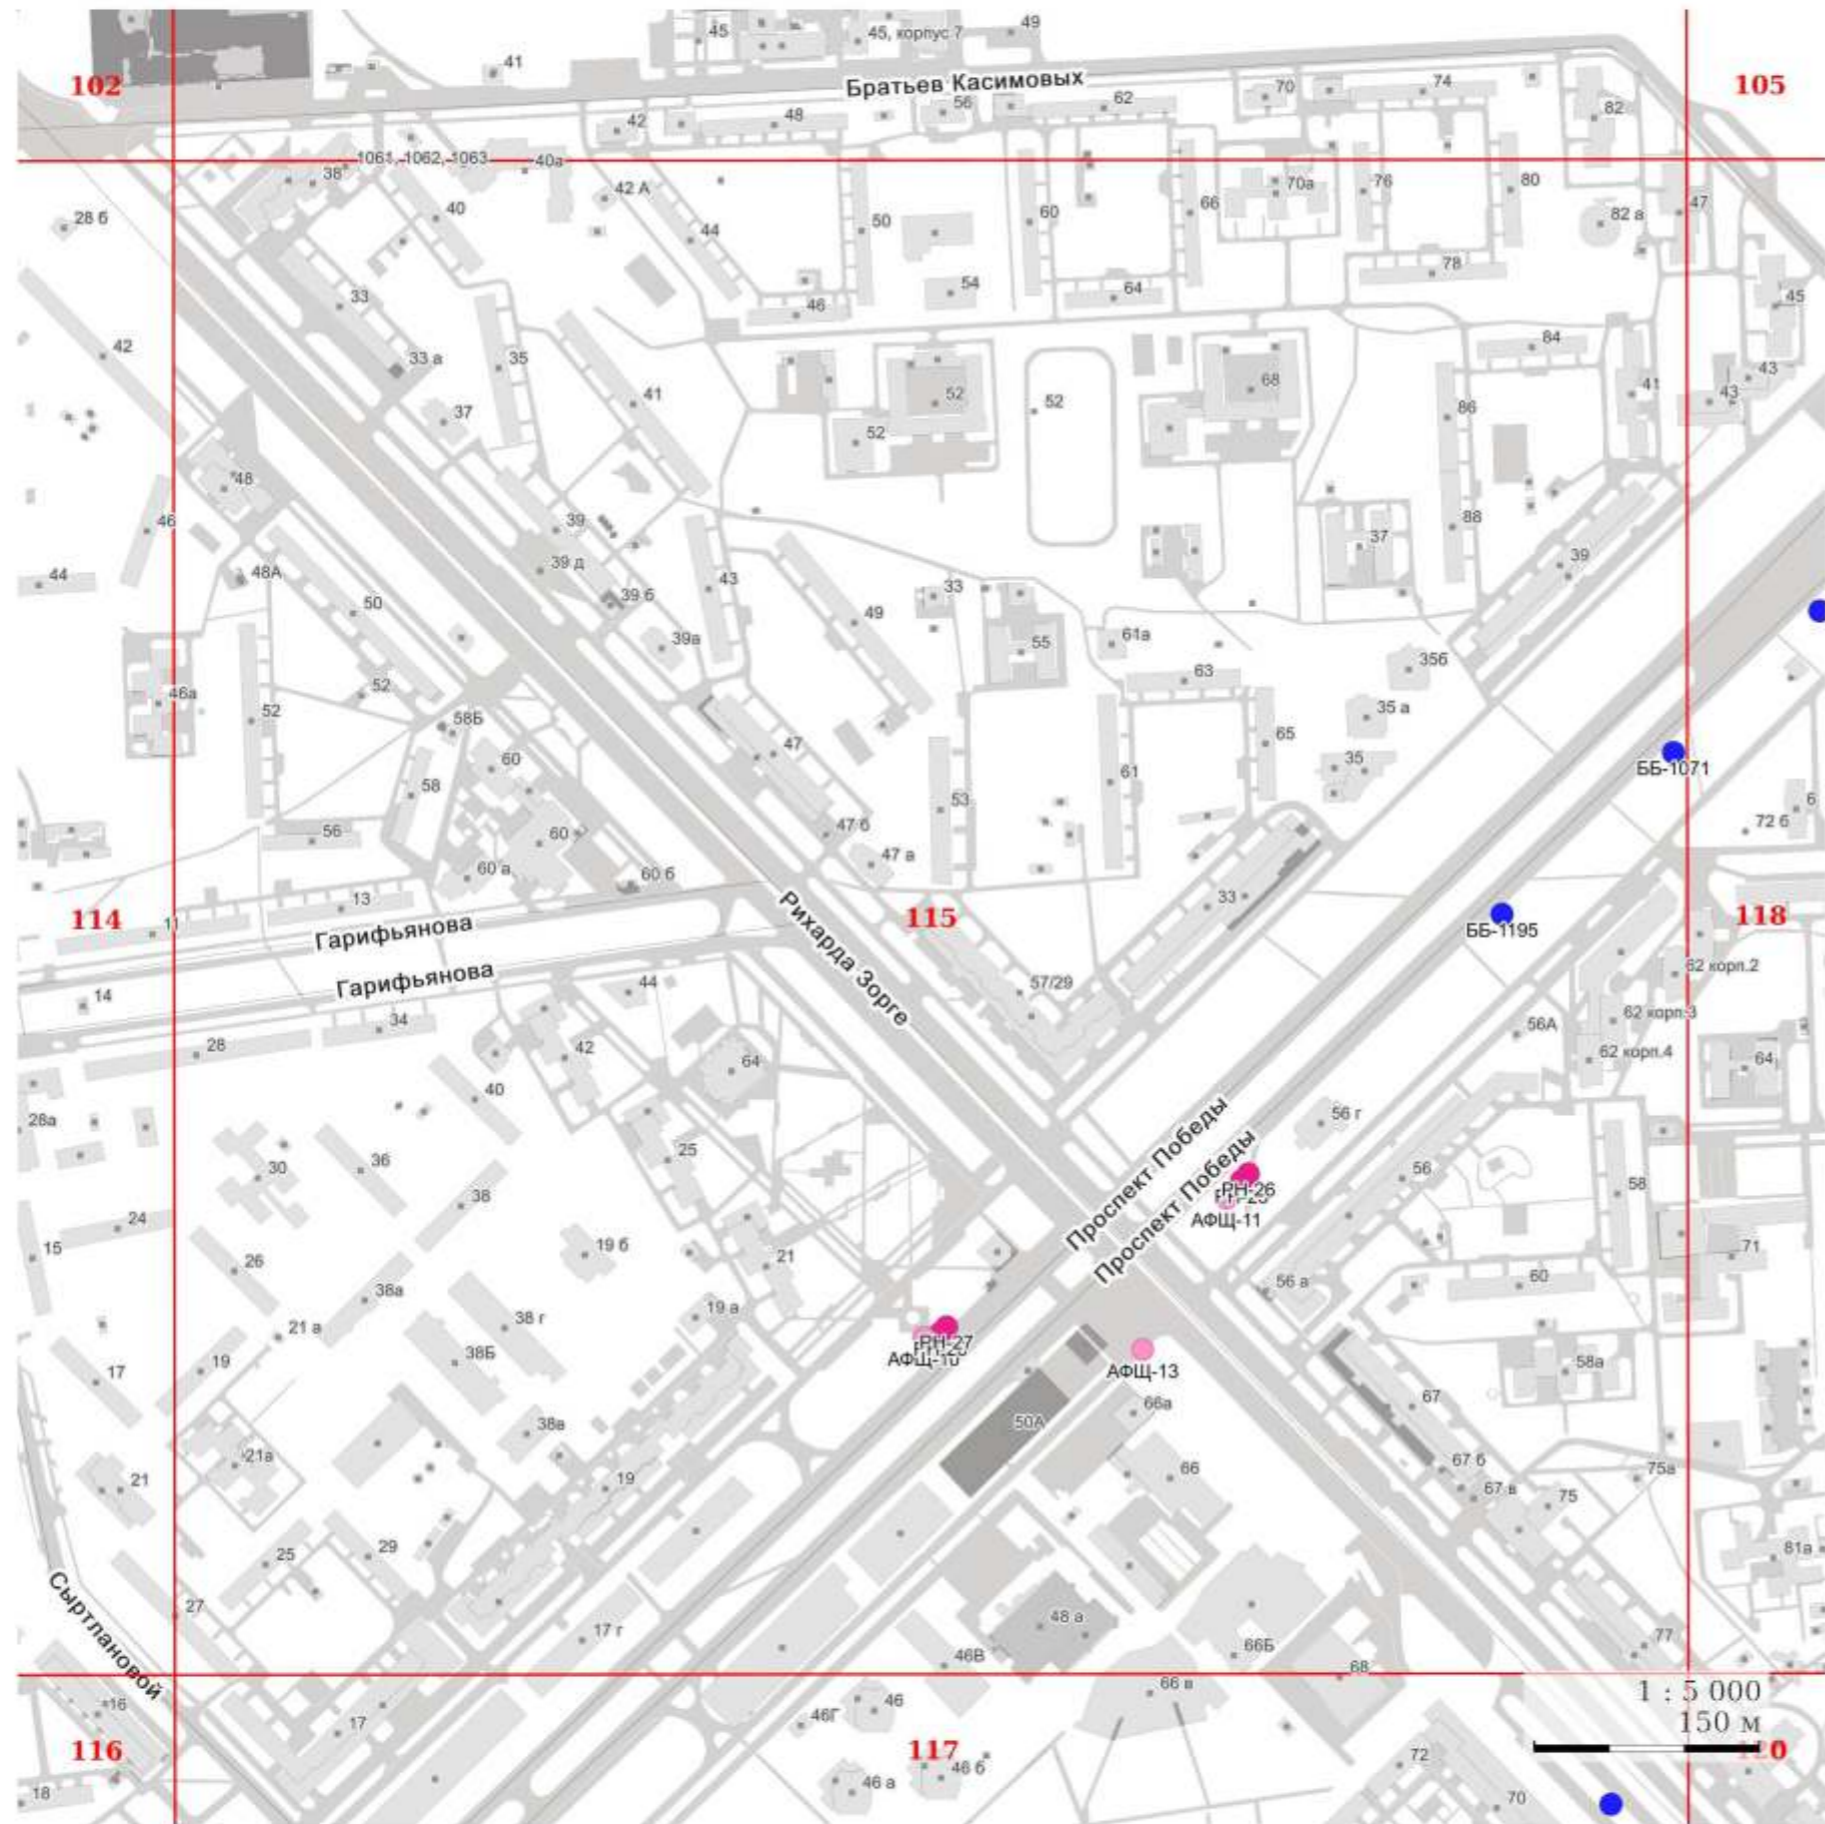 45
45, корпус 7
49
102
41
Братьев Касимовых
105
42
48
56
62
70
74
82
1061, 1062, 1063
38
40а
42 А
40
28 б
44
50
60
66
70а
76
80
82 а
47
33
46
54
64
78
45
42
33 а
35
41
52
52
68
84
41
43
43
37
52
86
48
46
39
88
37
39
44
48А
39 д
43
33
50
39 б
49
39а
55
61а
35б
46а
52
52
63
35 а
58Б
47
65
60
61
35
ББ-1071
58
53
6
56
60
47 б
72 б
60 а
60 б
47 а
33
114
11
13
Гарифьянова
Рихарда Зорге
115
ББ-1195
118
Гарифьянова
44
57/29
62 корп.2
14
34
62 корп.3
56А
28
42
64
62 корп.4
64
40
28а
Проспект Победы
56 г
25
Проспект Победы
30
36
56
38
РН-26
58
АФЩ-11
24
15
26
19 б
21
71
38а
56 а
60
19 а
21 в
38 г
РН-27
АФЩ-10
АФЩ-13
17
19
38Б
58а
67
66а
50А
38в
21
21а
19
66
67 б
67 в
75а
75
25
29
81а
Сыртлановой
27
17 г
48 а
46В
66Б
77
68
16
17
46Г
46
66 в
1 : 5 000
150 м
116
117
120
18
46 а
46 б
72
70